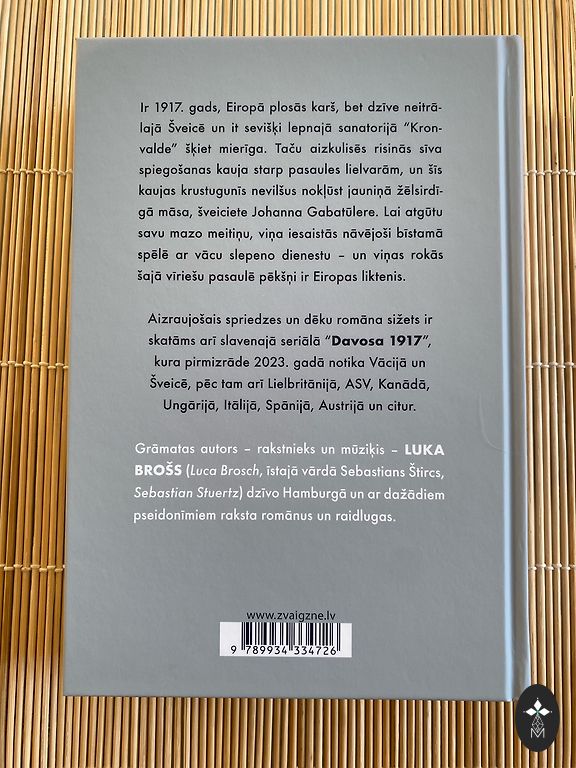 Ir 1917. gads, Eiropā plosās karš, bet dzīve neitrā-
lajā Šveicē un it sevišķi lepnajā sanatorijā “Kron-
valde” šķiet mierīga. Taču aizkulisēs risinās sīva
spiegošanas kauja starp pasaules lielvarām, un šīs
kaujas krustugunīs nevilšus nokļūst jauniņā žēlsirdī-
gā māsa, šveiciete Johanna Gabatūlere. Lai atgūtu
savu mazo meitiņu, viņa iesaistās nāvējoši bīstamā
spēlē ar vācu slepeno dienestu – un viņas rokās
šajā vīriešu pasaulē pēkšņi ir Eiropas liktenis.
Aizraujošais spriedzes un dēku romāna sižets ir
skatāms arī slavenajā seriālā “Davosa 1917”,
kura pirmizrāde 2023. gadā notika Vācijā un
Šveicē, pēc tam arī Lielbritānijā, ASV, Kanādā,
Ungārijā, Itālijā, Spānijā, Austrijā un citur.
Grāmatas autors – rakstnieks un mūziķis – LUKA
BROŠS (Luca Brosch, īstajā vārdā Sebastians Štircs,
Sebastian Stuertz) dzīvo Hamburgā un ar dažādiem
pseidonīmiem raksta romānus un raidlugas.
www.zvaigzne.lv
9 789934 334726
M